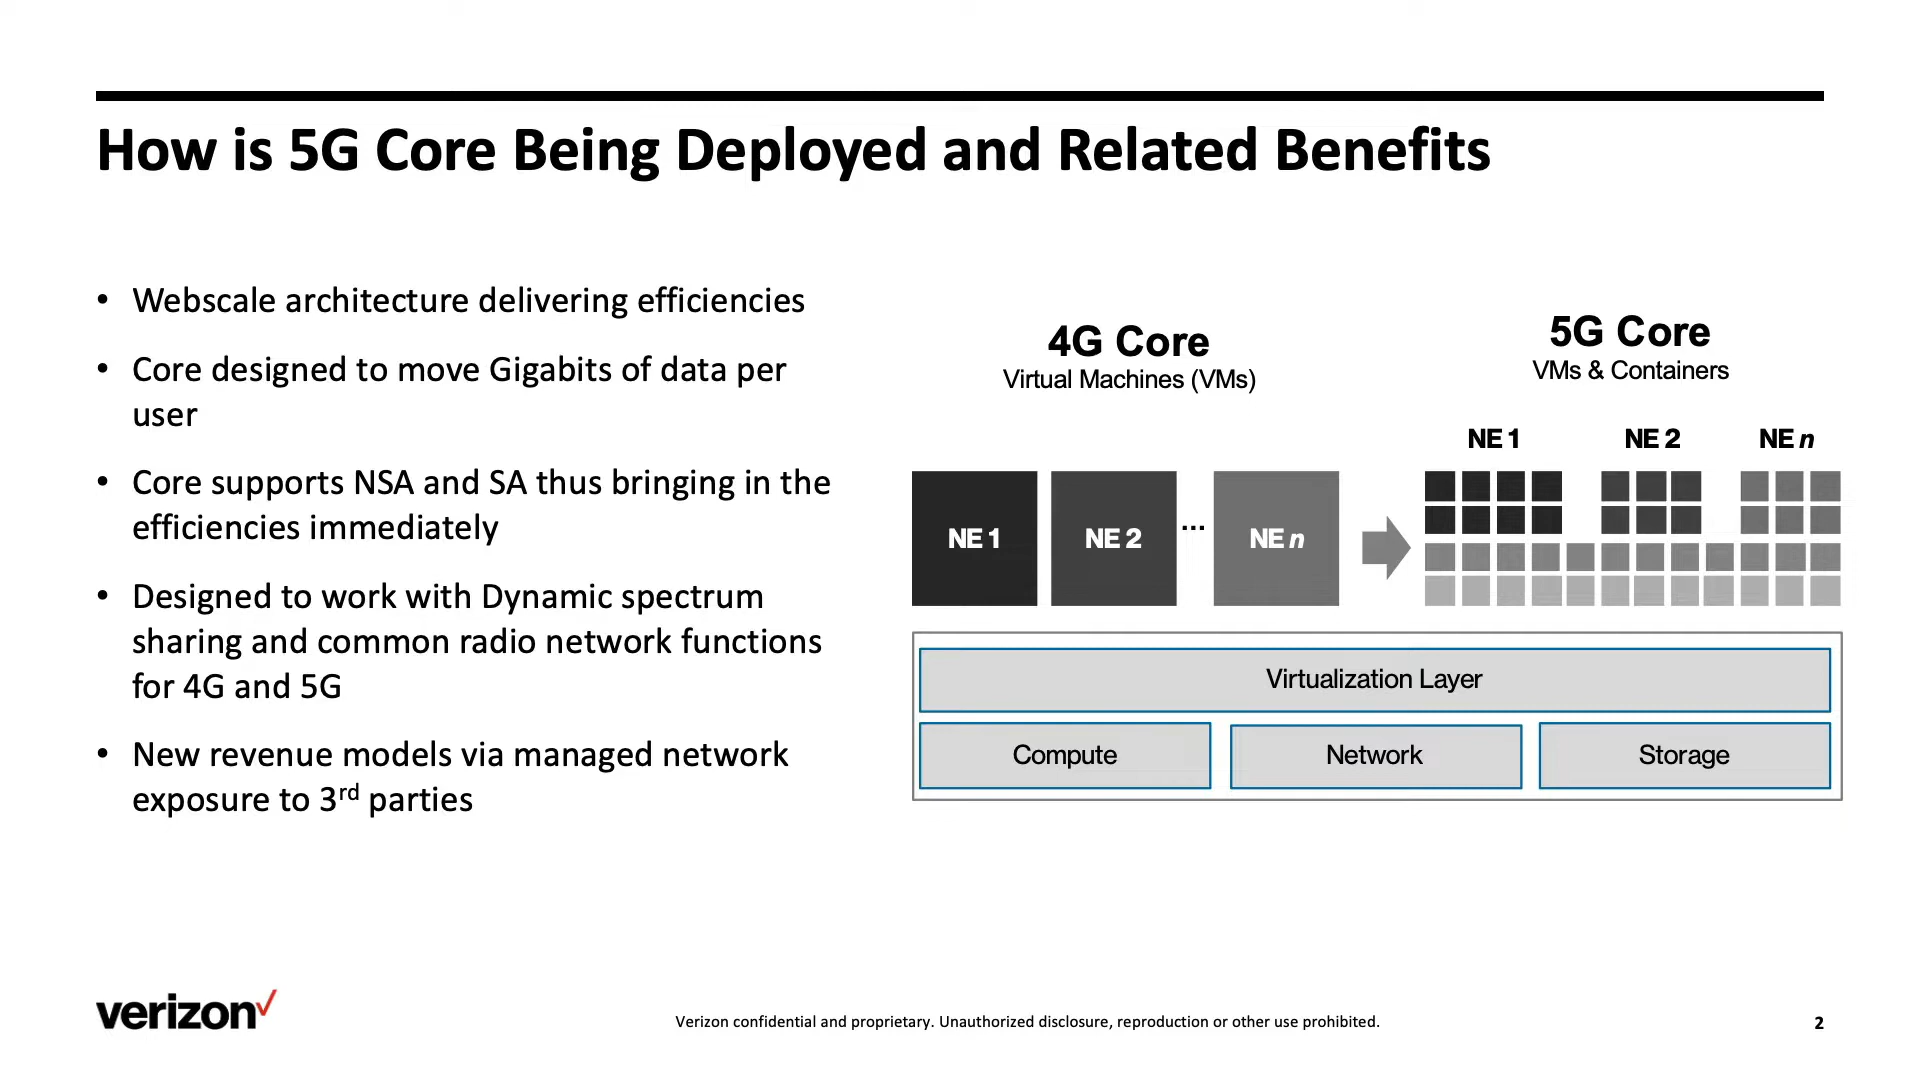 How is 5G Core Being Deployed and Related Benefits
• Webscale architecture delivering efficiencies
• Core designed to move Gigabits of data per
user
• Core supports NSA and SA thus bringing in the
efficiencies immediately
• Designed to work with Dynamic spectrum
sharing and common radio network functions
for 4G and 5G
• New revenue models via managed network
exposure to 3rd parties
4G Core
Virtual Machines (VMs)
NE 1 NE 2 ... NE n
5G Core
VMs & Containers
NE 1 NE 2 NE n
Virtualization Layer
Compute Network Storage
verizon
Verizon confidential and proprietary. Unauthorized disclosure, reproduction or other use prohibited.
2